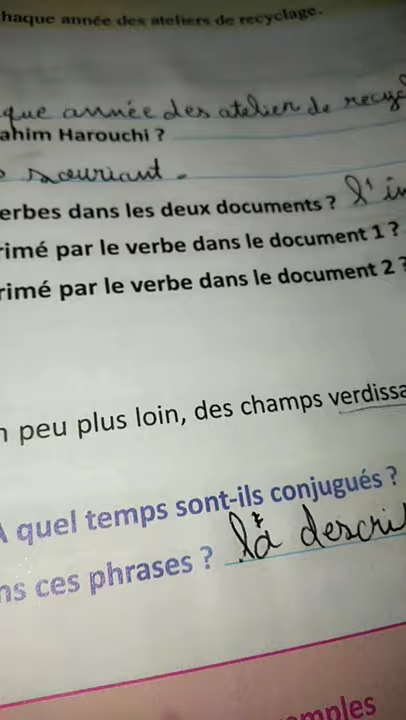 haque année des ateliers de recyclage.
que année des atelier de recyc
ahim Harouchi ?
souriant.
erbes dans les deux documents ? l'in
rimé par le verbe dans le document 1 ?
rimé par le verbe dans le document 2 ?
n peu plus loin, des champs verdissa
A quel temps sont-ils conjugués ?
ns ces phrases ? la descri
mples